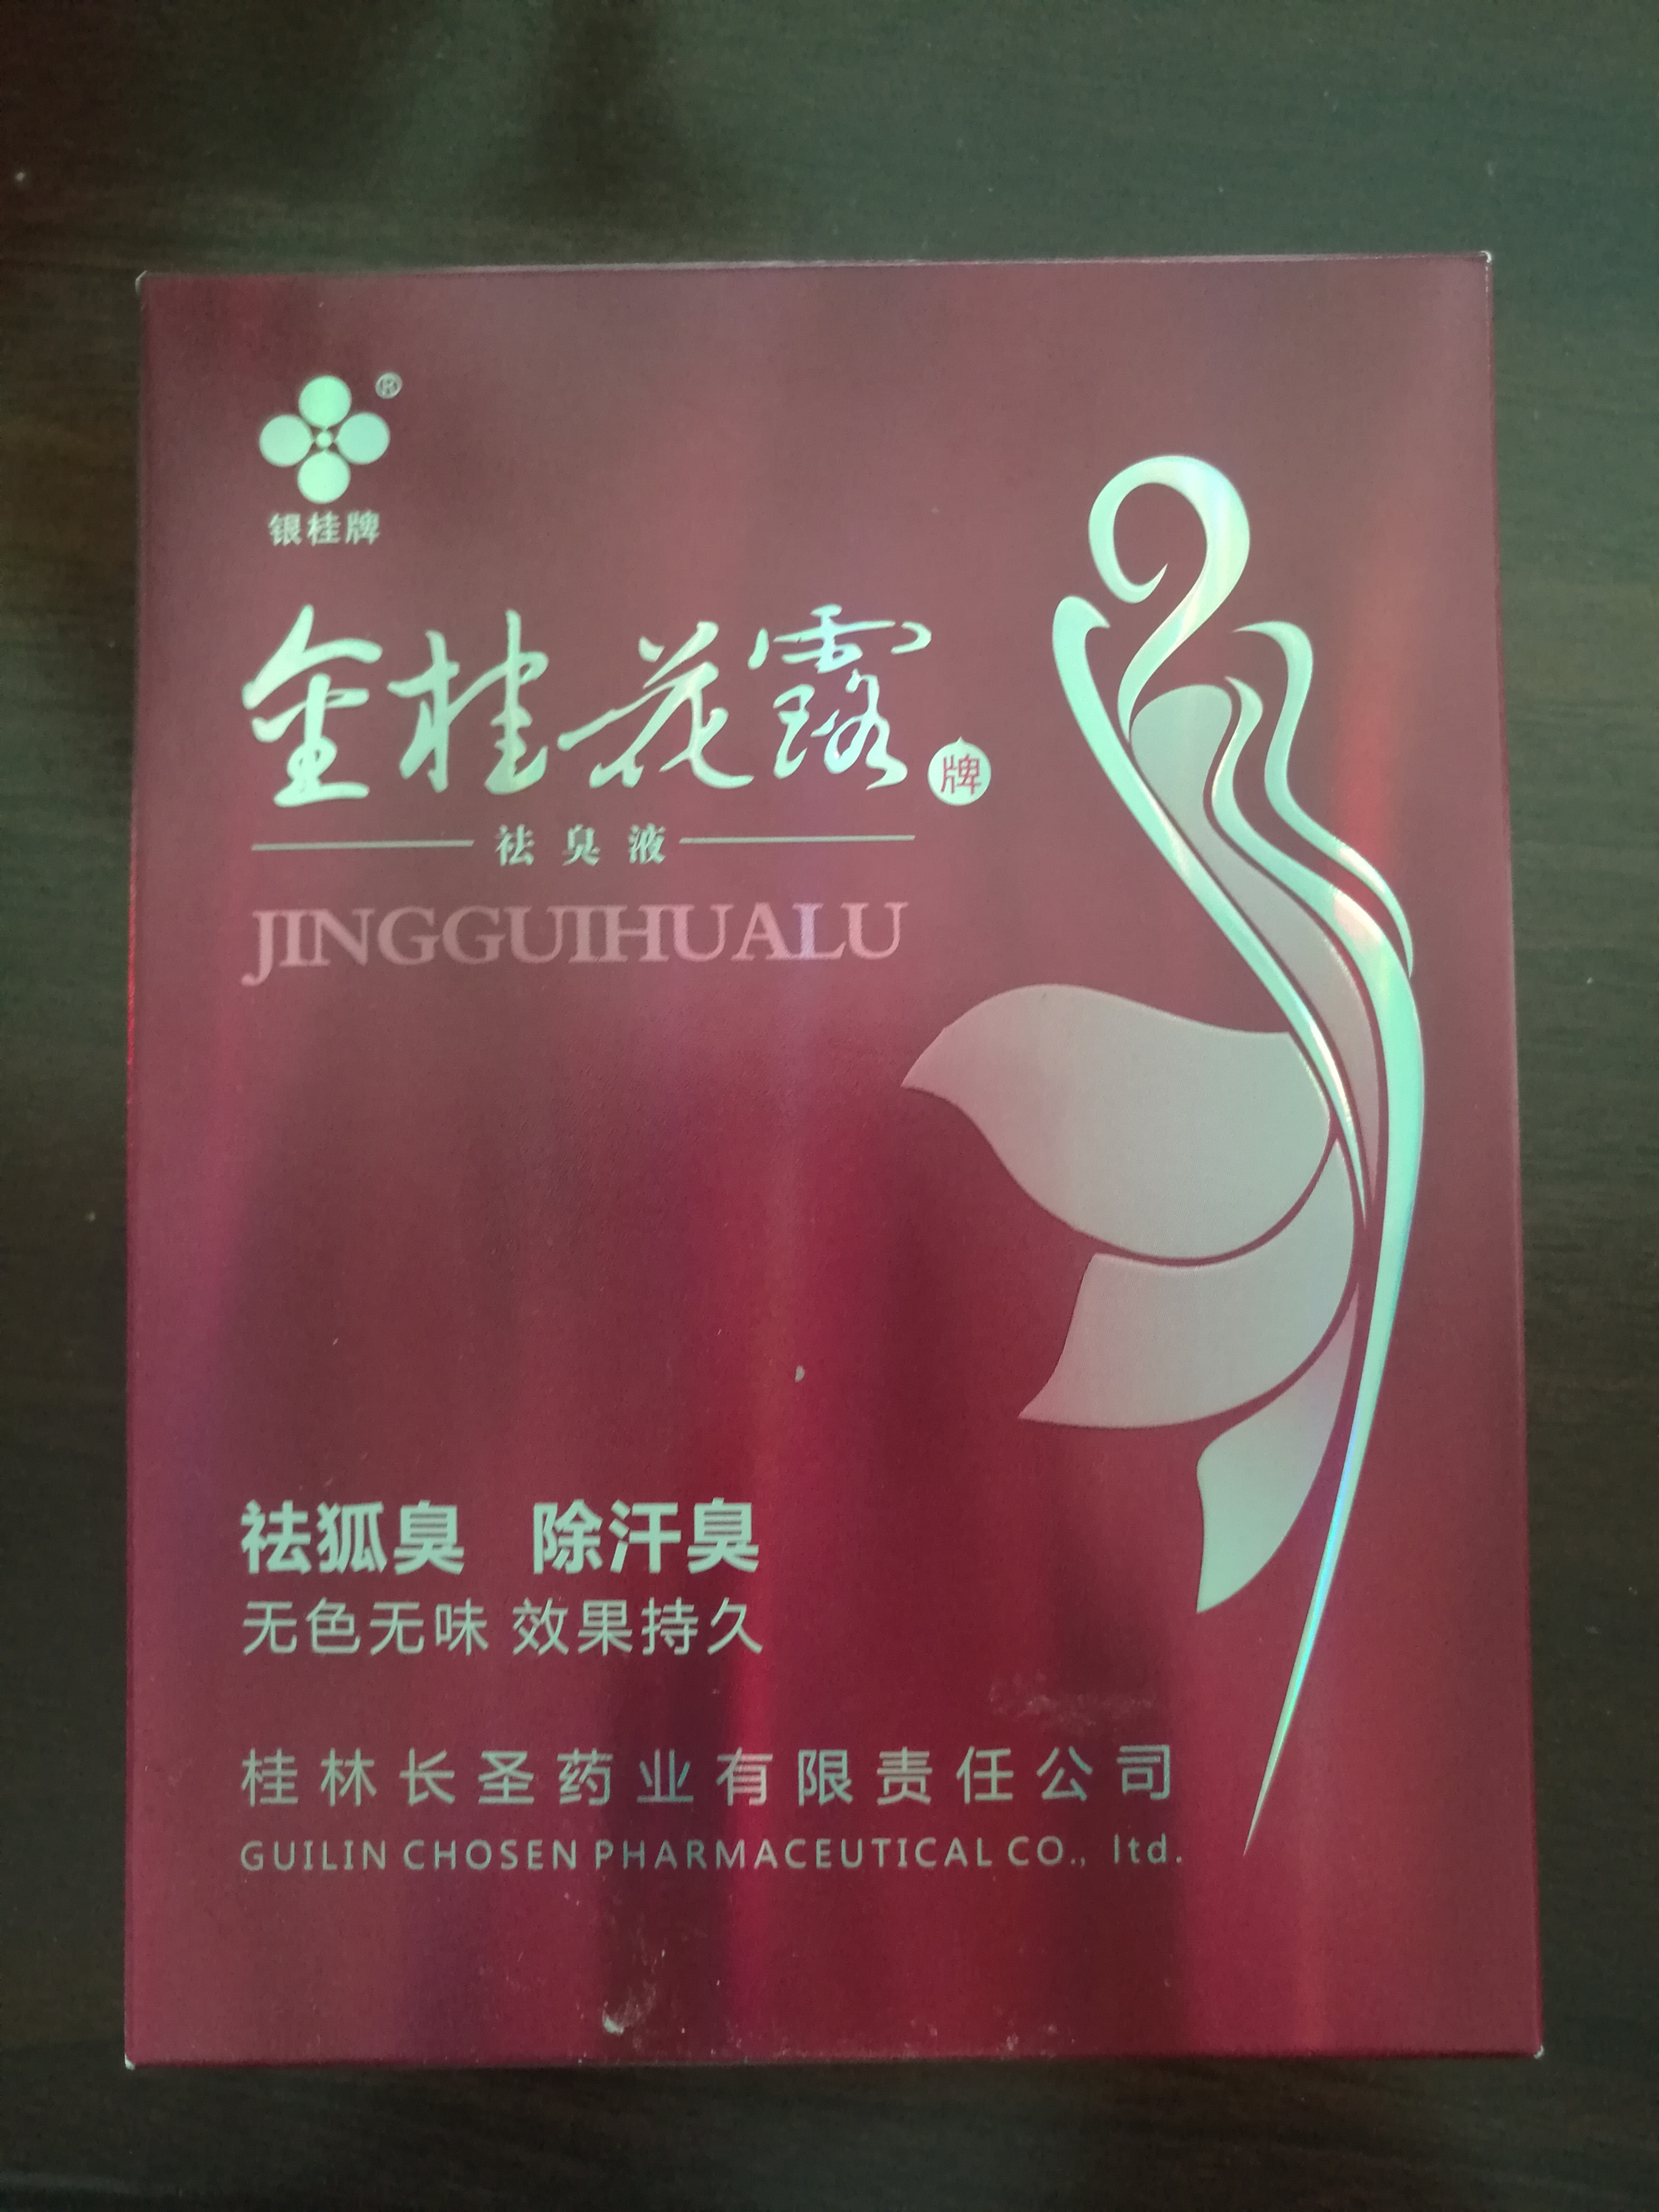 ®
银桂牌
金桂花露 牌
祛臭液
JINGGUIHUALU
祛狐臭 除汗臭
无色无味 效果持久
桂林长圣药业有限责任公司
GUILIN CHOSEN PHARMACEUTICAL CO., ltd.